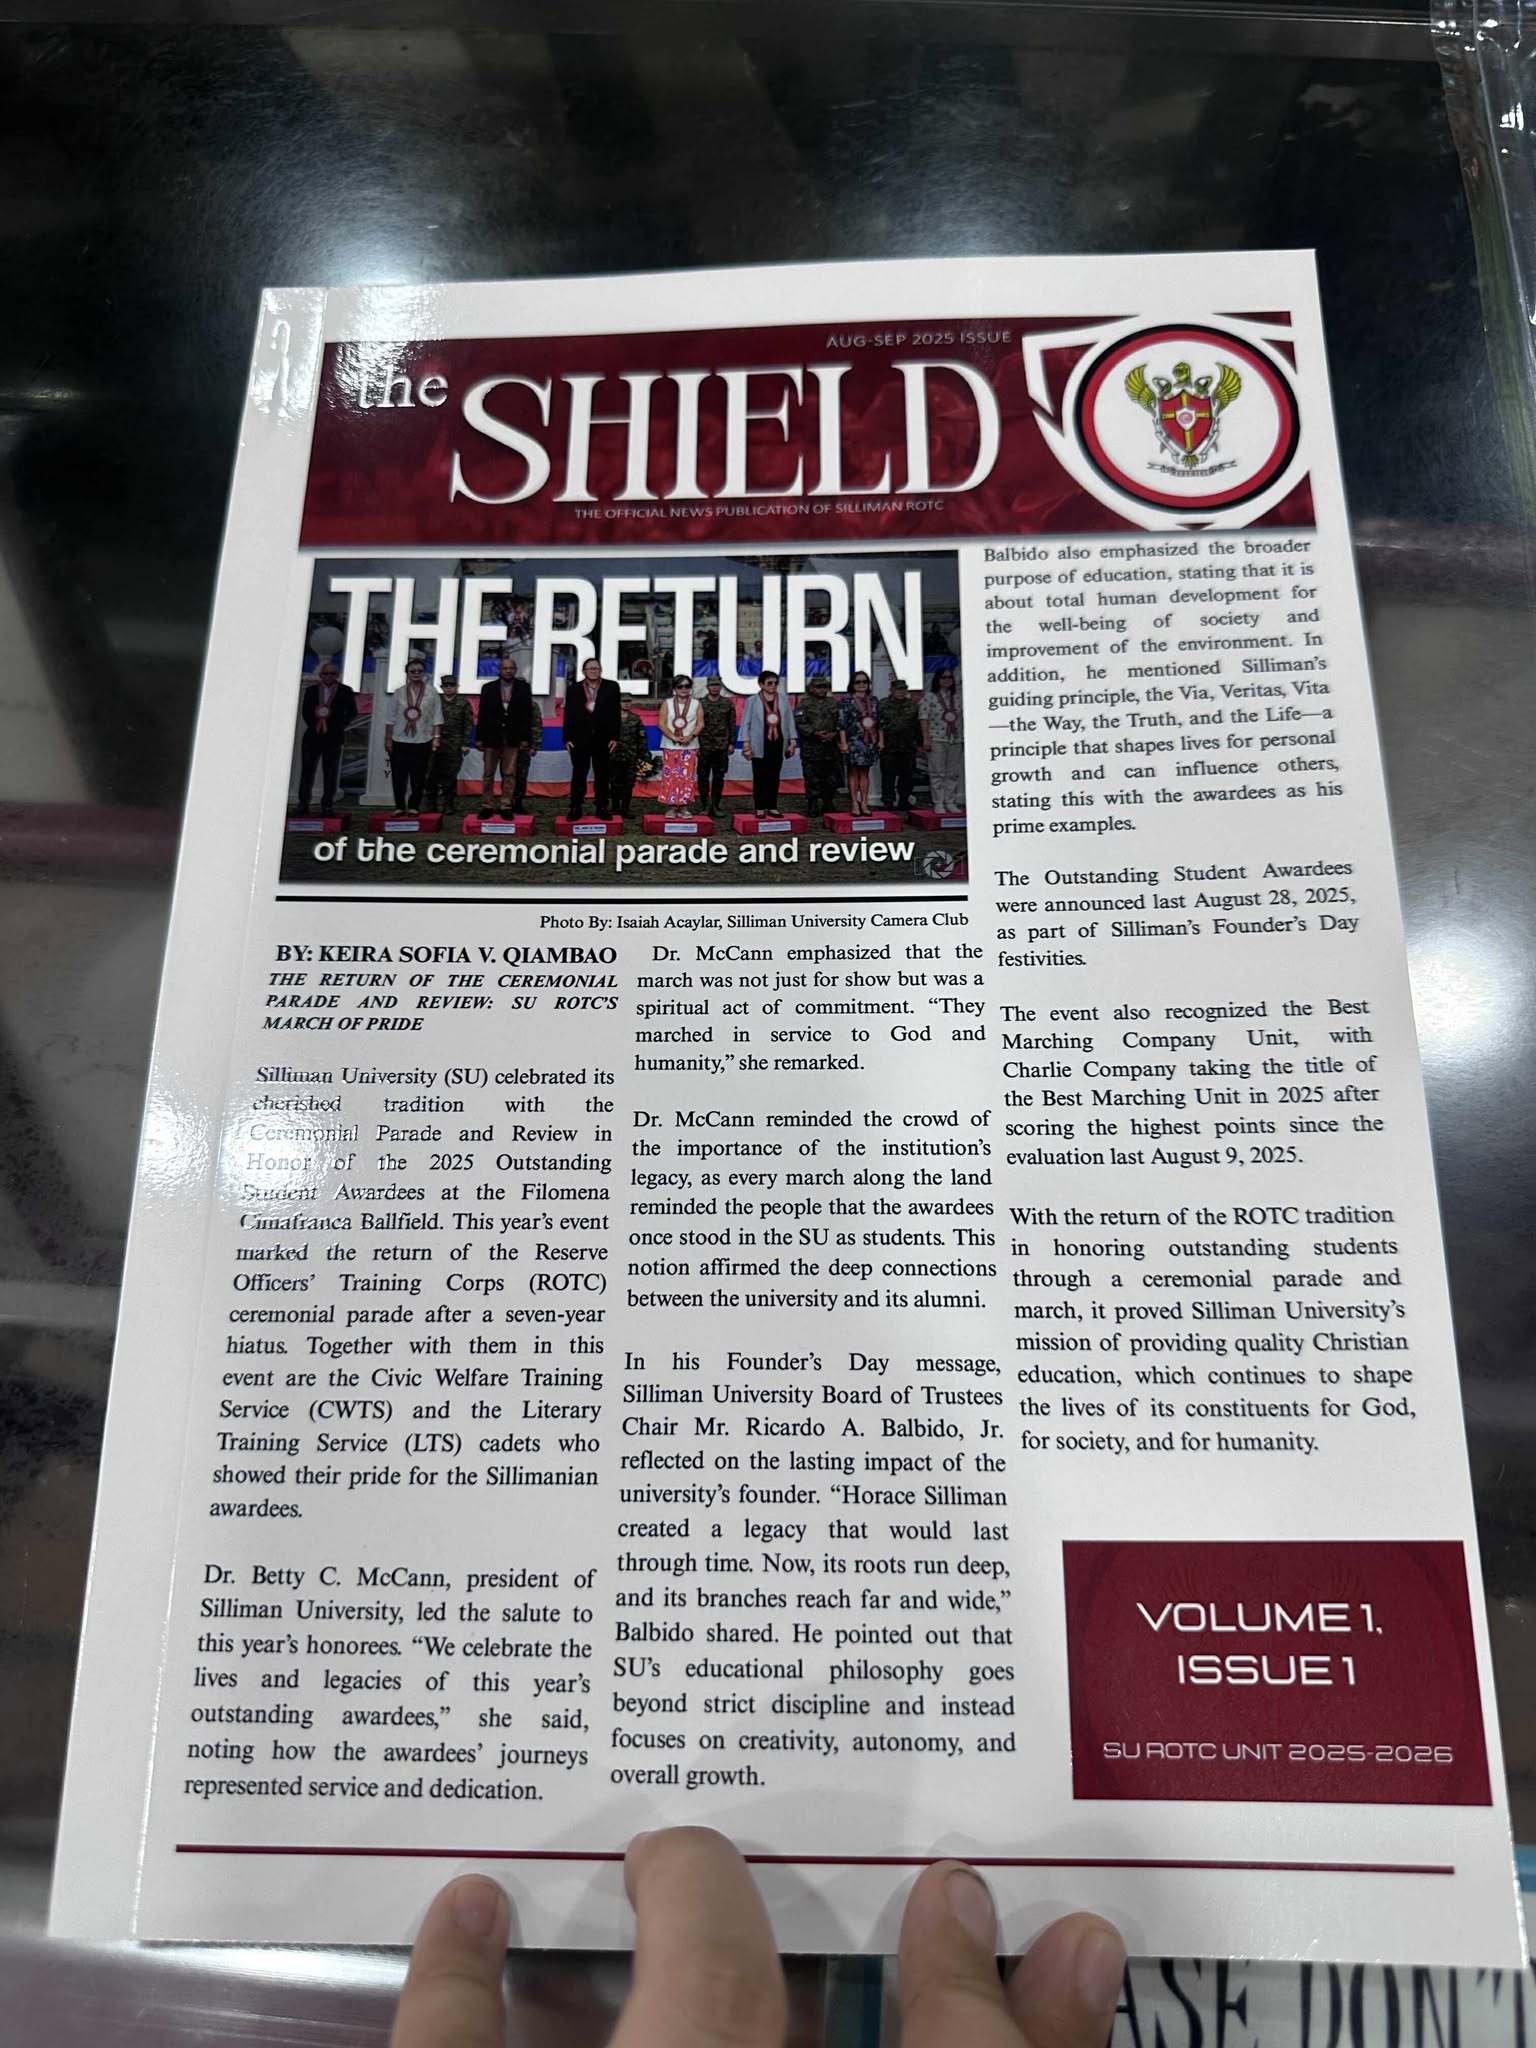 AUG-SEP 2025 ISSUE
the SHIELD
THE OFFICIAL NEWS PUBLICATION OF SILLIMAN ROTC
THE RETURN
of the ceremonial parade and review
Photo By: Isaiah Acaylar, Silliman University Camera Club
BY: KEIRA SOFIA V. QIAMBAO
THE RETURN OF THE CEREMONIAL
PARADE AND REVIEW: SU ROTC'S
MARCH OF PRIDE
Silliman University (SU) celebrated its
cherished tradition with the
Ceremonial Parade and Review in
Honor of the 2025 Outstanding
Student Awardees at the Filomena
Cimafranca Ballfield. This year's event
marked the return of the Reserve
Officers' Training Corps (ROTC)
ceremonial parade after a seven-year
hiatus. Together with them in this
event are the Civic Welfare Training
Service (CWTS) and the Literary
Training Service (LTS) cadets who
showed their pride for the Sillimanian
awardees.
Dr. Betty C. McCann, president of
Silliman University, led the salute to
this year's honorees. "We celebrate the
lives and legacies of this year's
outstanding awardees," she said,
noting how the awardees' journeys
represented service and dedication.
Dr. McCann emphasized that the
march was not just for show but was a
spiritual act of commitment. "They
marched in service to God and
humanity," she remarked.
Dr. McCann reminded the crowd of
the importance of the institution's
legacy, as every march along the land
reminded the people that the awardees
once stood in the SU as students. This
notion affirmed the deep connections
between the university and its alumni.
In his Founder's Day message,
Silliman University Board of Trustees
Chair Mr. Ricardo A. Balbido, Jr.
reflected on the lasting impact of the
university's founder. "Horace Silliman
created a legacy that would last
through time. Now, its roots run deep,
and its branches reach far and wide,"
Balbido shared. He pointed out that
SU's educational philosophy goes
beyond strict discipline and instead
focuses on creativity, autonomy, and
overall growth.
Balbido also emphasized the broader
purpose of education, stating that it is
about total human development for
the well-being of society and
improvement of the environment. In
addition, he mentioned Silliman's
guiding principle, the Via, Veritas, Vita
—the Way, the Truth, and the Life—a
principle that shapes lives for personal
growth and can influence others,
stating this with the awardees as his
prime examples.
The Outstanding Student Awardees
were announced last August 28, 2025,
as part of Silliman's Founder's Day
festivities.
The event also recognized the Best
Marching Company Unit, with
Charlie Company taking the title of
the Best Marching Unit in 2025 after
scoring the highest points since the
evaluation last August 9, 2025.
With the return of the ROTC tradition
in honoring outstanding students
through a ceremonial parade and
march, it proved Silliman University's
mission of providing quality Christian
education, which continues to shape
the lives of its constituents for God,
for society, and for humanity.
VOLUME 1,
ISSUE 1
SU ROTC UNIT 2025-2026
DON'T